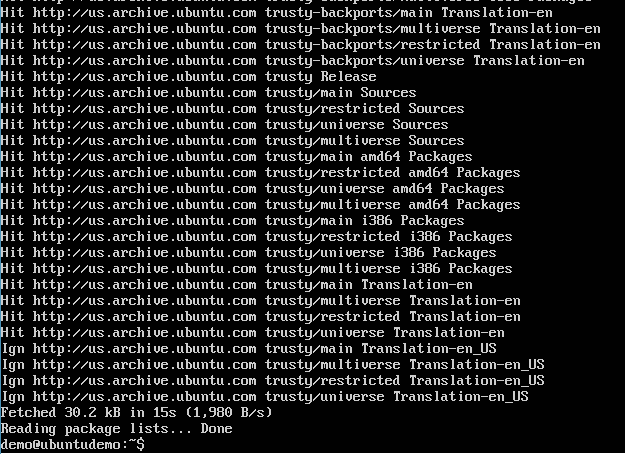 Hit http://us.archive.ubuntu.com trusty-backports/main Translation-en
Hit http://us.archive.ubuntu.com trusty-backports/multiverse Translation-en
Hit http://us.archive.ubuntu.com trusty-backports/restricted Translation-en
Hit http://us.archive.ubuntu.com trusty-backports/universe Translation-en
Hit http://us.archive.ubuntu.com trusty Release
Hit http://us.archive.ubuntu.com trusty/main Sources
Hit http://us.archive.ubuntu.com trusty/restricted Sources
Hit http://us.archive.ubuntu.com trusty/universe Sources
Hit http://us.archive.ubuntu.com trusty/multiverse Sources
Hit http://us.archive.ubuntu.com trusty/main amd64 Packages
Hit http://us.archive.ubuntu.com trusty/restricted amd64 Packages
Hit http://us.archive.ubuntu.com trusty/universe amd64 Packages
Hit http://us.archive.ubuntu.com trusty/multiverse amd64 Packages
Hit http://us.archive.ubuntu.com trusty/main i386 Packages
Hit http://us.archive.ubuntu.com trusty/restricted i386 Packages
Hit http://us.archive.ubuntu.com trusty/universe i386 Packages
Hit http://us.archive.ubuntu.com trusty/multiverse i386 Packages
Hit http://us.archive.ubuntu.com trusty/main Translation-en
Hit http://us.archive.ubuntu.com trusty/multiverse Translation-en
Hit http://us.archive.ubuntu.com trusty/restricted Translation-en
Hit http://us.archive.ubuntu.com trusty/universe Translation-en
Ign http://us.archive.ubuntu.com trusty/main Translation-en_US
Ign http://us.archive.ubuntu.com trusty/multiverse Translation-en_US
Ign http://us.archive.ubuntu.com trusty/restricted Translation-en_US
Ign http://us.archive.ubuntu.com trusty/universe Translation-en_US
Fetched 30.2 kB in 15s (1,980 B/s)
Reading package lists... Done
demo@ubuntudemo:~$